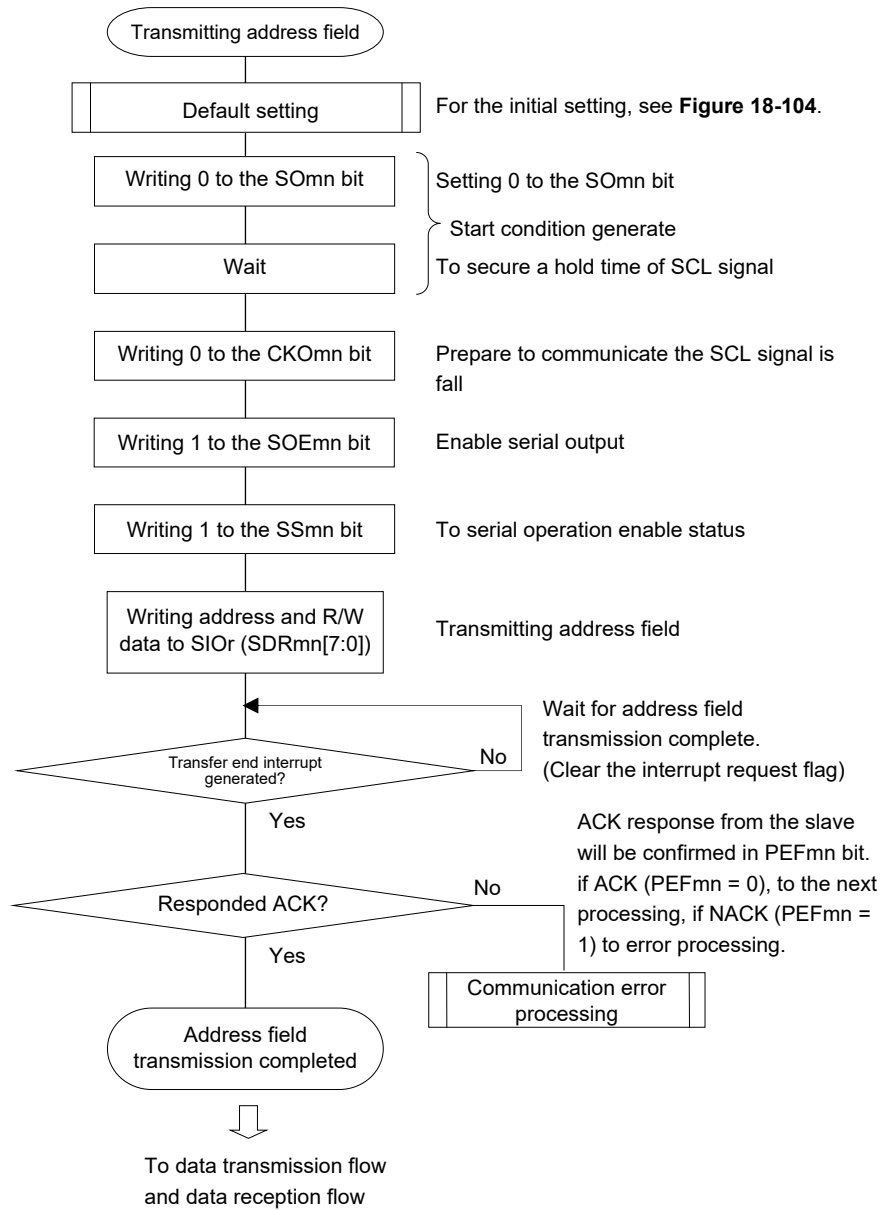 Transmitting address field
Default setting
For the initial setting, see Figure 18-104.
Writing 0 to the SOmn bit
Setting 0 to the SOmn bit
Start condition generate
Wait
To secure a hold time of SCL signal
Writing 0 to the CKOmn bit
Prepare to communicate the SCL signal is
fall
Writing 1 to the SOEmn bit
Enable serial output
Writing 1 to the SSmn bit
To serial operation enable status
Writing address and R/W
data to SIOr (SDRmn[7:0])
Transmitting address field
Wait for address field
transmission complete.
(Clear the interrupt request flag)
Transfer end interrupt
generated?
No
Yes
ACK response from the slave
will be confirmed in PEFmn bit.
if ACK (PEFmn = 0), to the next
processing, if NACK (PEFmn =
1) to error processing.
Responded ACK?
No
Yes
Communication error
processing
Address field
transmission completed
To data transmission flow
and data reception flow